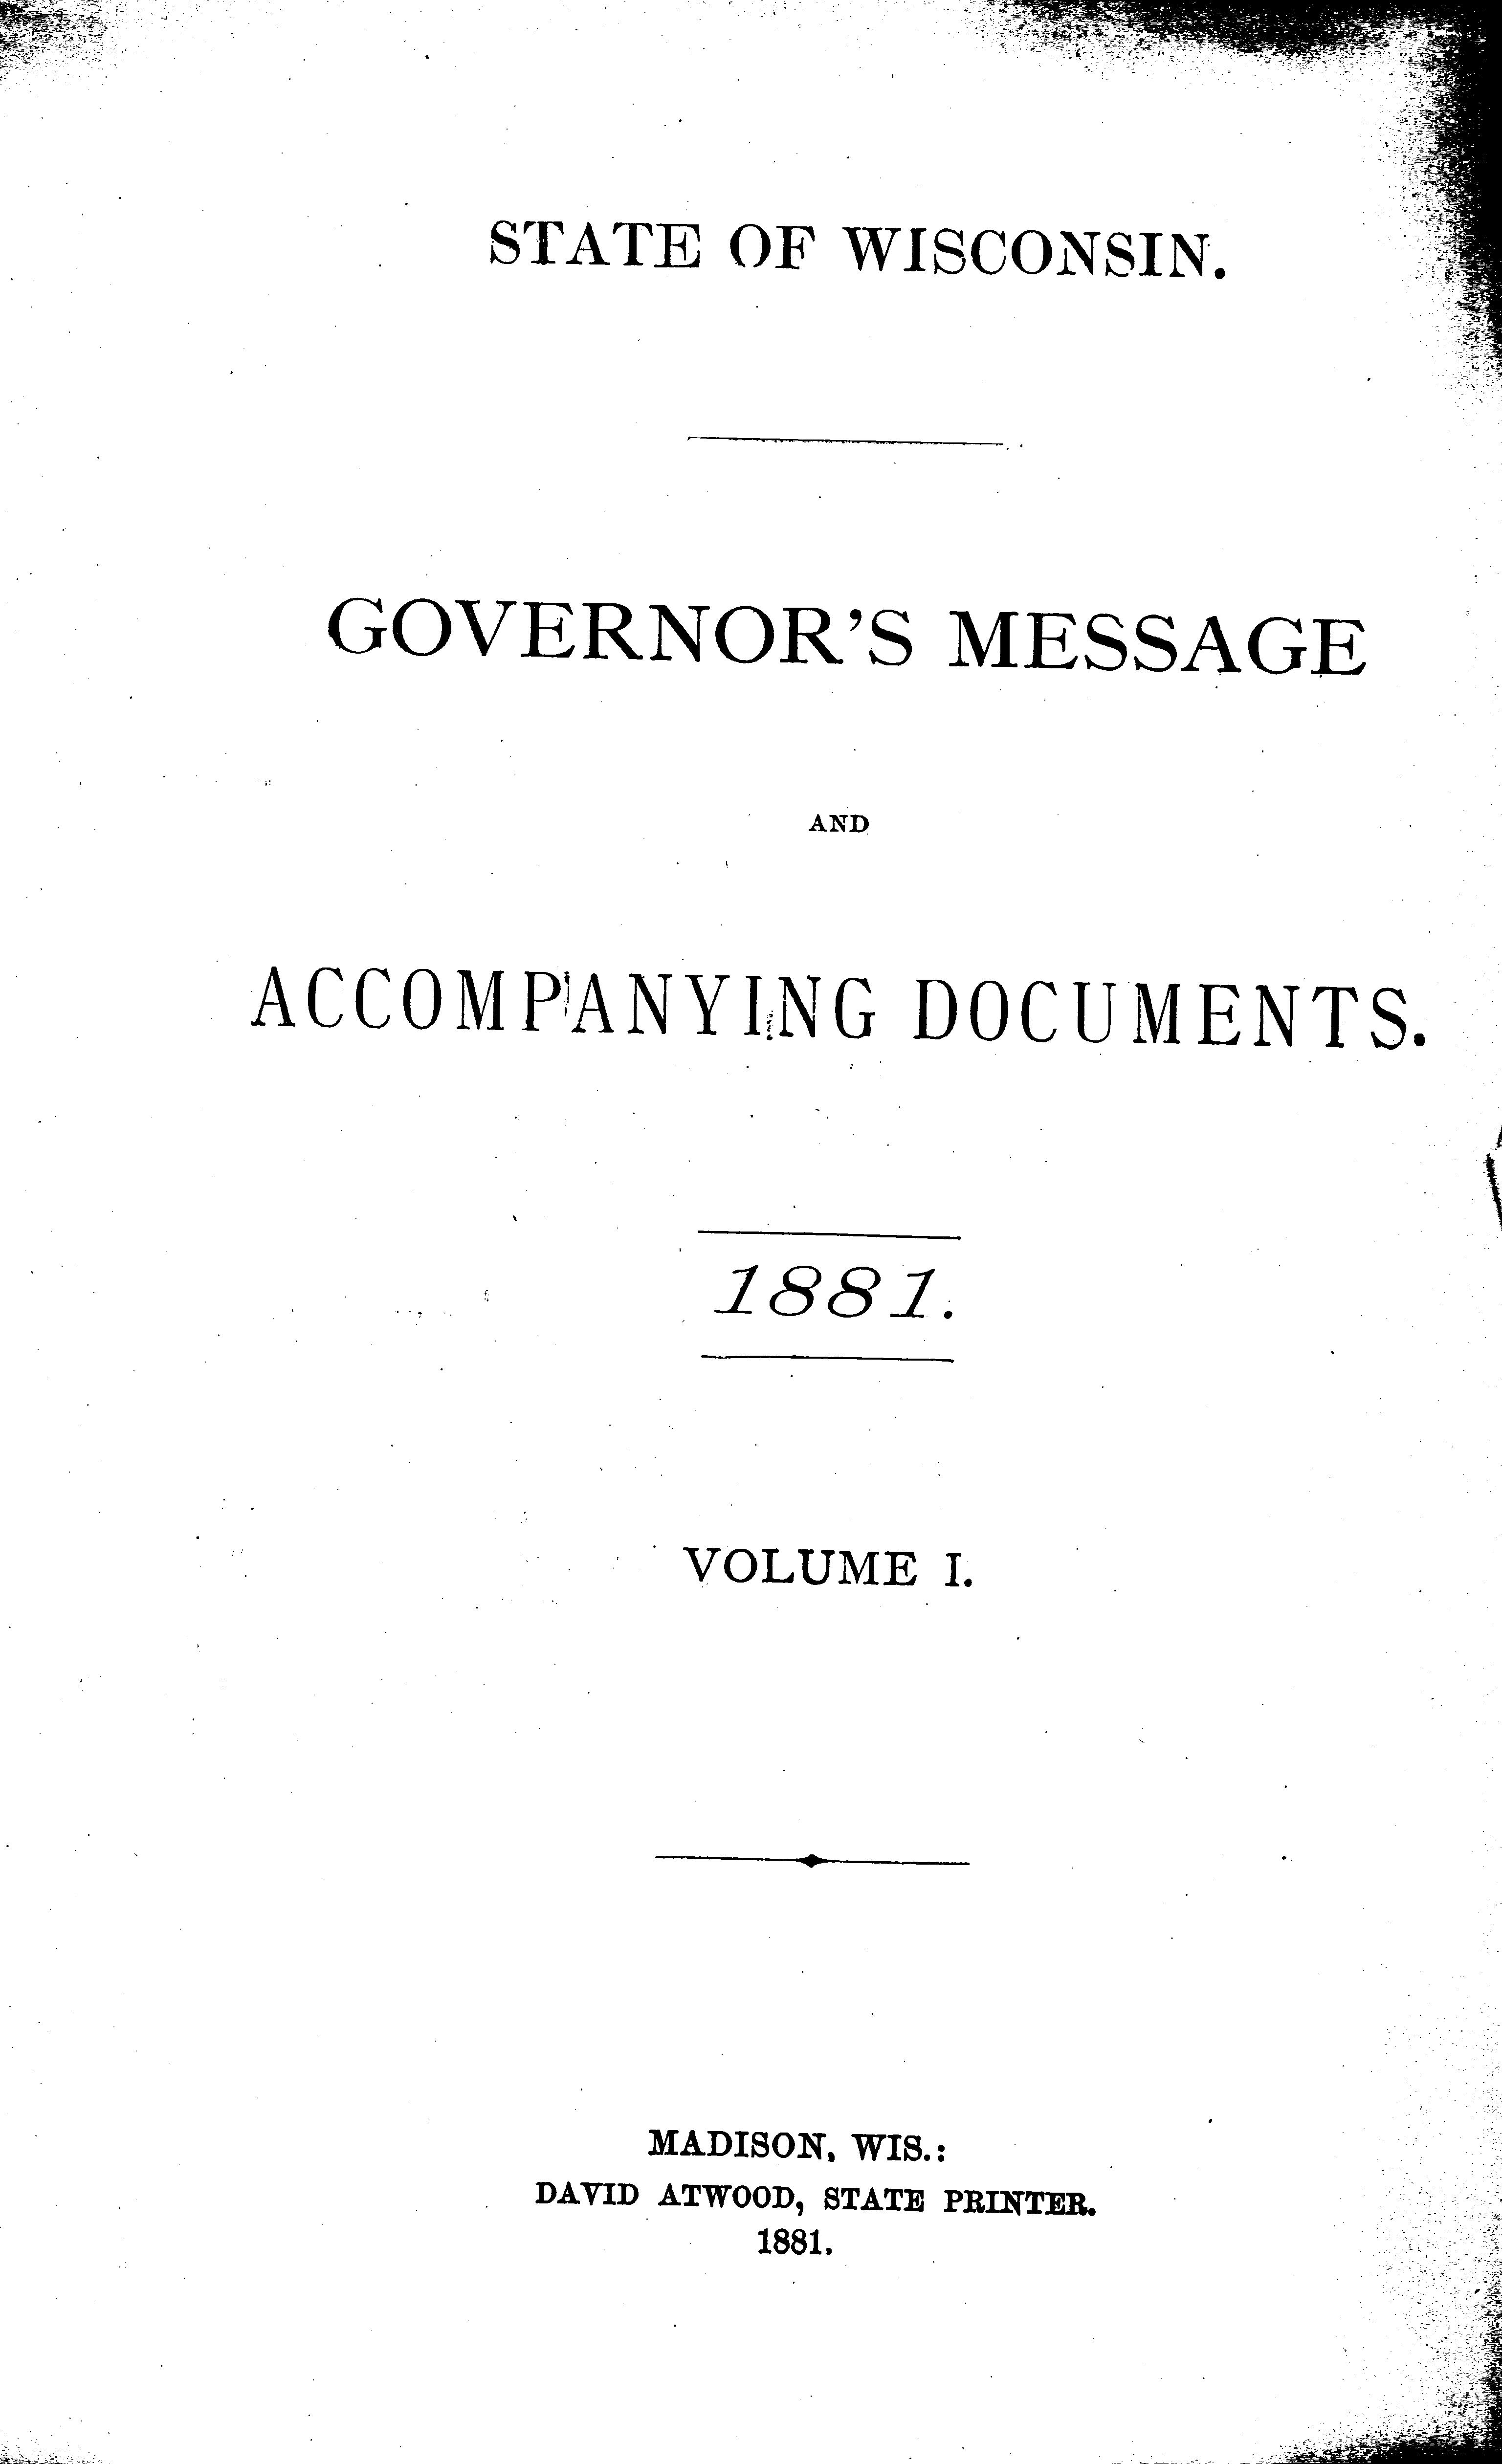 STATE OF WISCONSIN.
GOVERNOR'S MESSAGE
AND
ACCOMPANYING DOCUMENTS.
1881.
VOLUME I.
MADISON, WIS.:
DAVID ATWOOD, STATE PRINTER.
1881.